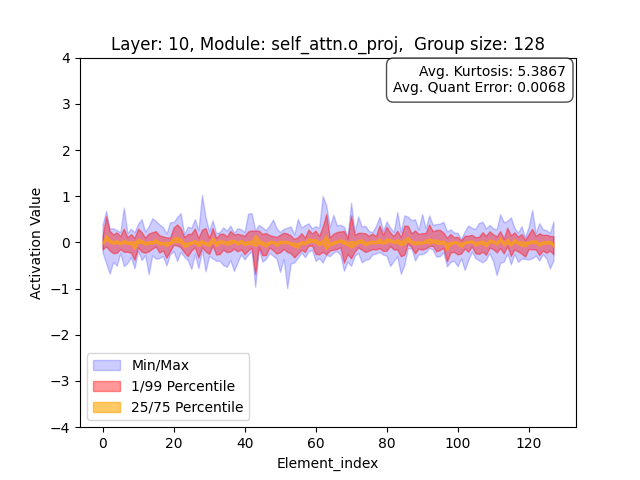 Layer: 10, Module: self_attn.o_proj,  Group size: 128
Avg. Kurtosis: 5.3867
Avg. Quant Error: 0.0068
4
3
2
1
0
−1
−2
−3
−4
Activation Value
Min/Max
1/99 Percentile
25/75 Percentile
0 20 40 60 80 100 120
Element_index